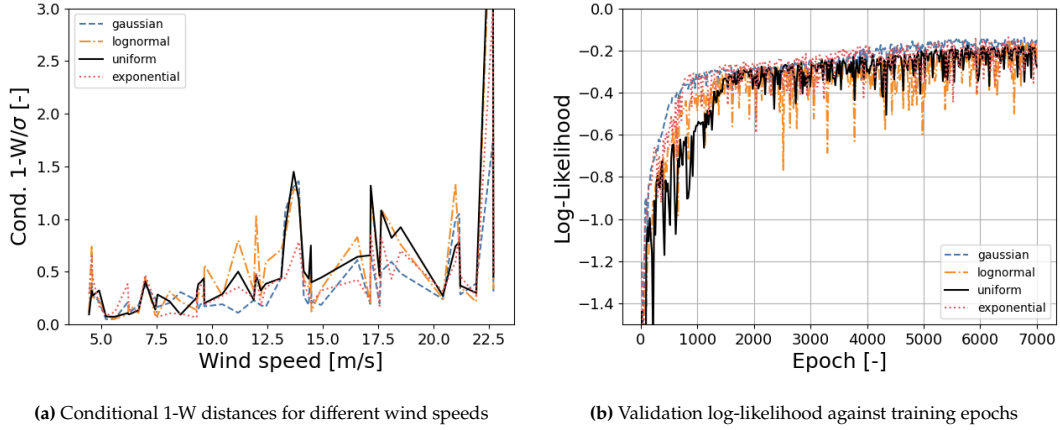 3.0
2.5
2.0
1.5
1.0
0.5
0.0
Cond. 1-W/σ [-]
gaussian
lognormal
uniform
exponential
5.0 7.5 10.0 12.5 15.0 17.5 20.0 22.5
Wind speed [m/s]
(a) Conditional 1-W distances for different wind speeds
0.0
−0.2
−0.4
−0.6
−0.8
−1.0
−1.2
−1.4
Log-Likelihood
gaussian
lognormal
uniform
exponential
0 1000 2000 3000 4000 5000 6000 7000
Epoch [-]
(b) Validation log-likelihood against training epochs